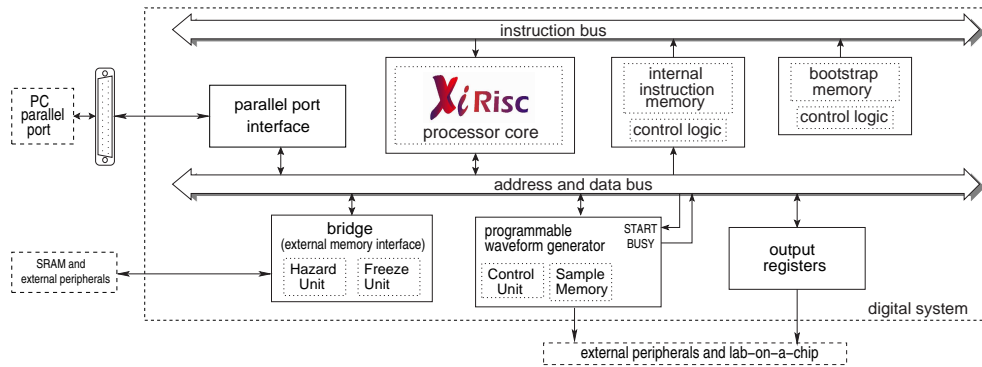 instruction bus
PC
parallel
port
parallel port
interface
XiRisc
processor core
internal
instruction
memory
control logic
bootstrap
memory
control logic
address and data bus
bridge
(external memory interface)
Hazard
Unit
Freeze
Unit
programmable
waveform generator
START
BUSY
Control
Unit
Sample
Memory
output
registers
SRAM and
external peripherals
digital system
external peripherals and lab-on-a-chip